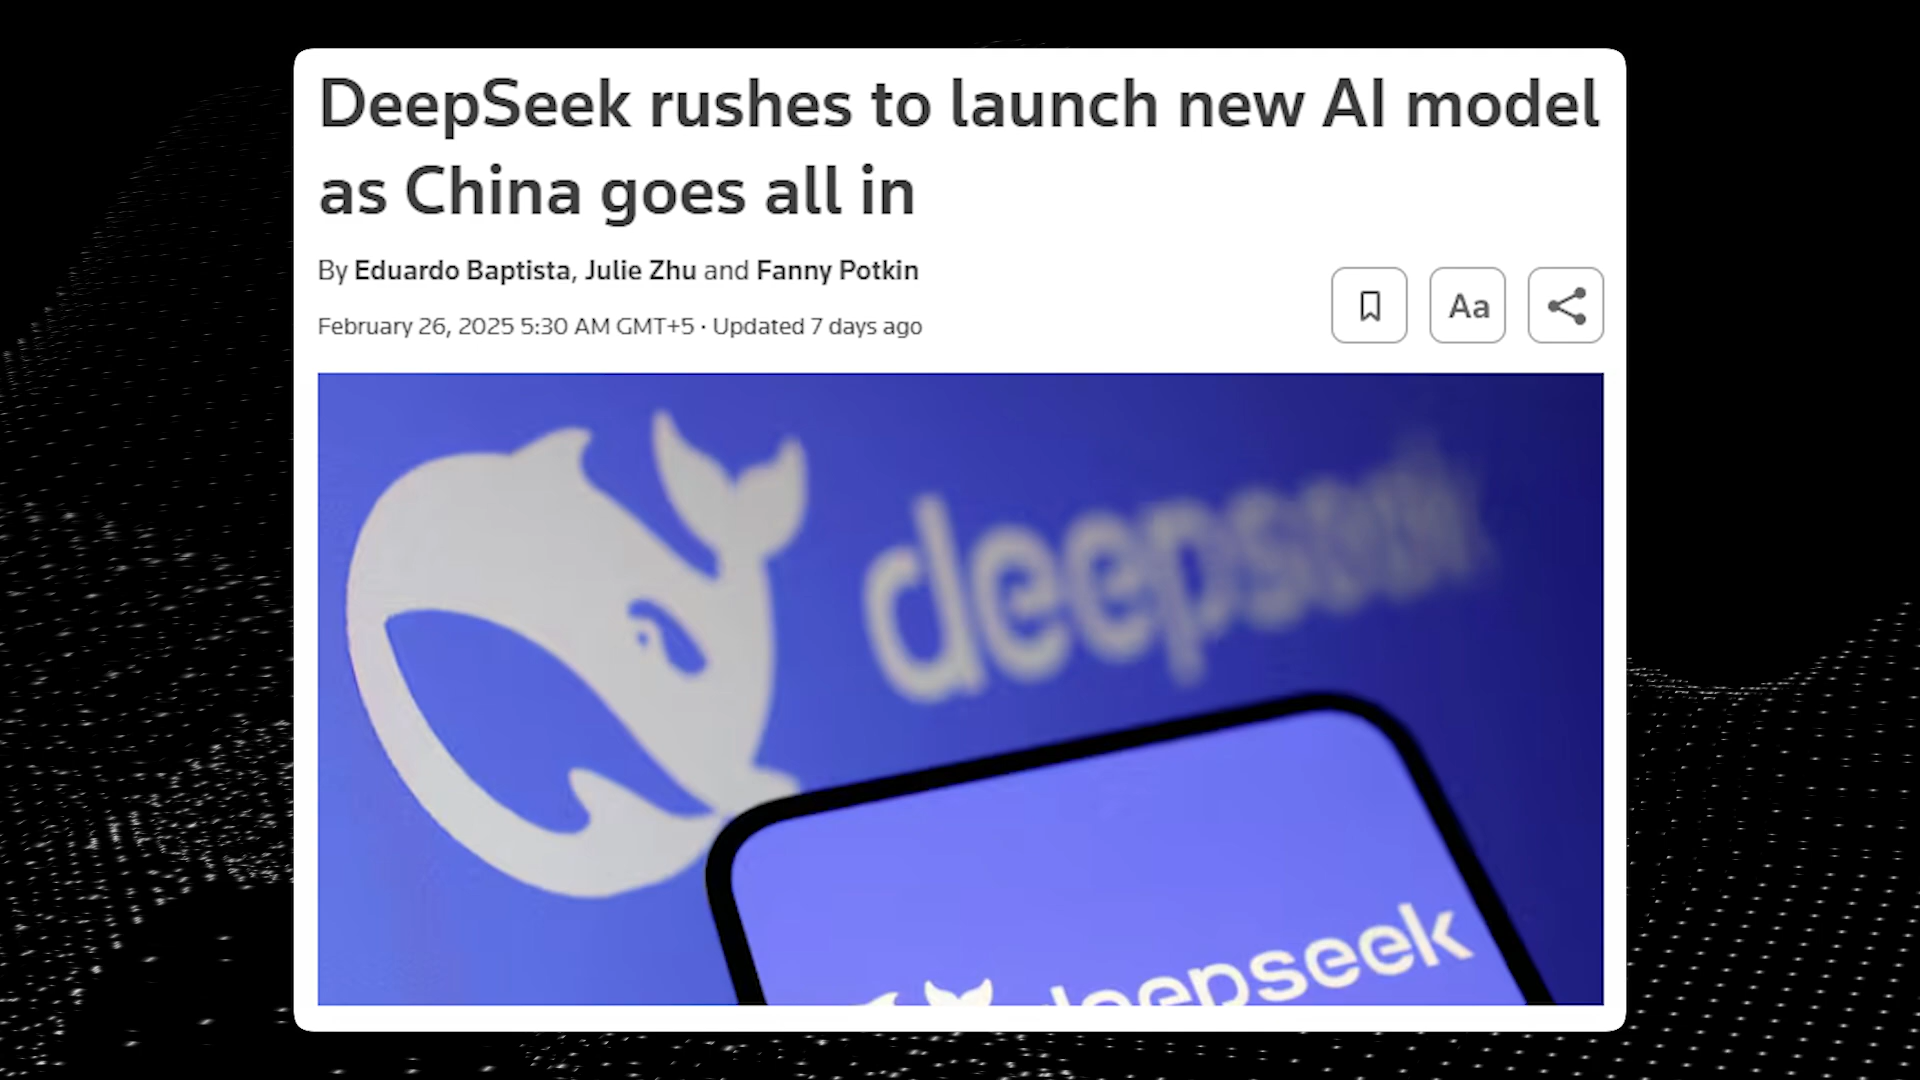 DeepSeek rushes to launch new AI model
as China goes all in
By Eduardo Baptista, Julie Zhu and Fanny Potkin
February 26, 2025 5:30 AM GMT+5 · Updated 7 days ago
Aa
deepseek
deepseek